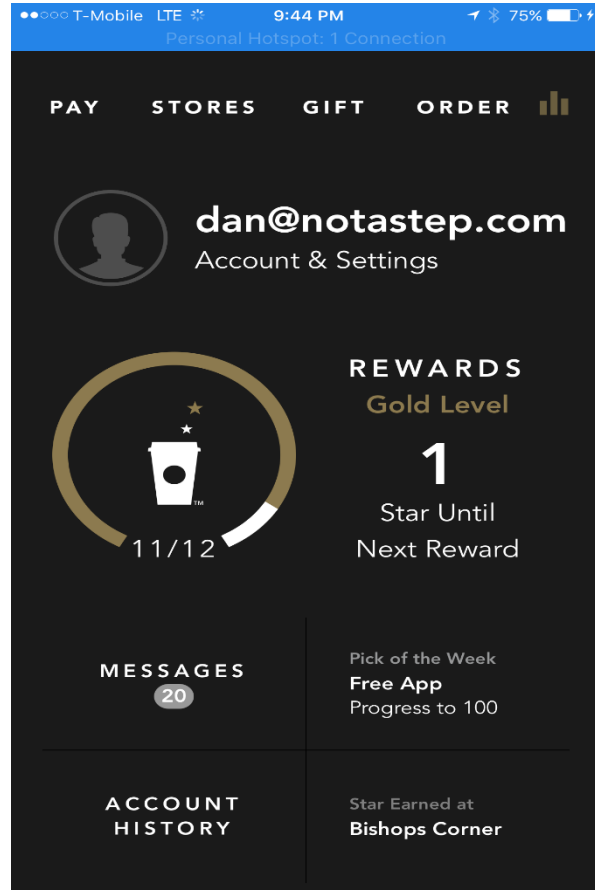 T-Mobile LTE 9:44 PM 75%
Personal Hotspot: 1 Connection
PAY STORES GIFT ORDER
dan@notastep.com
Account & Settings
REWARDS
Gold Level
1
Star Until
Next Reward
TM
11/12
MESSAGES
20
Pick of the Week
Free App
Progress to 100
ACCOUNT
HISTORY
Star Earned at
Bishops Corner